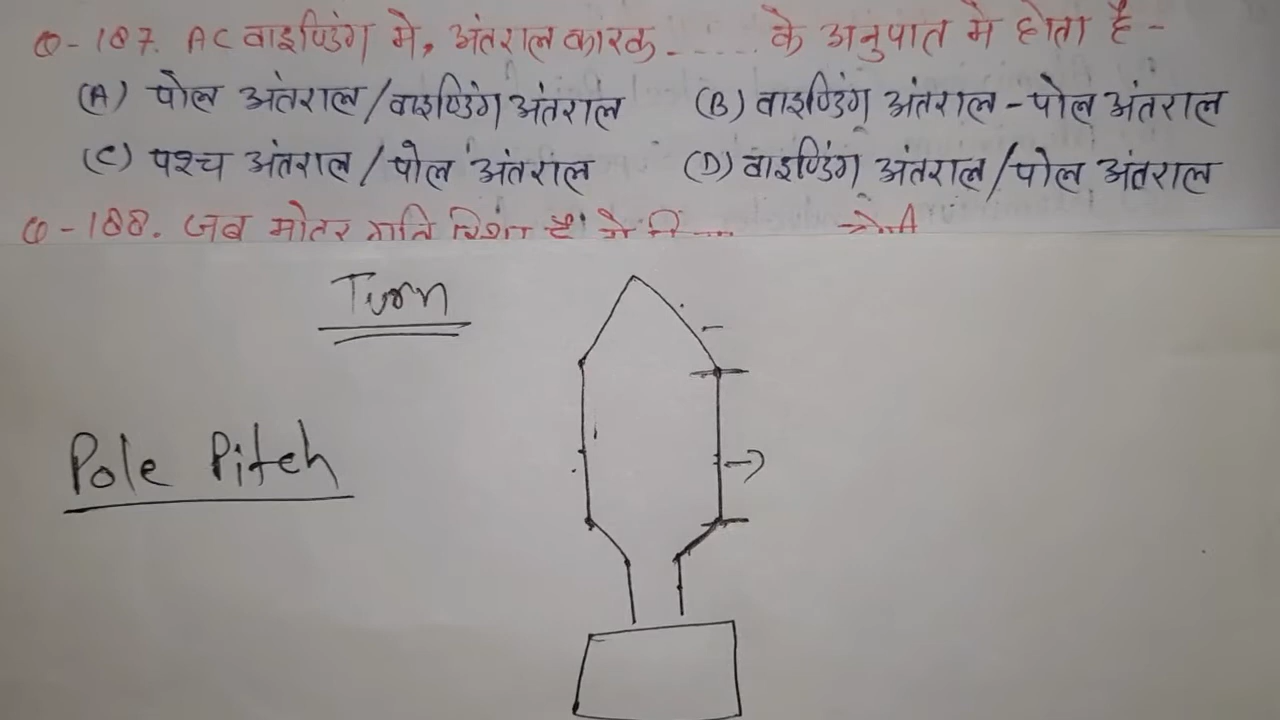 Q-187. AC वाइण्डिंग मे, अंतराल कारक ..... के अनुपात मे होता है -
(A) पोल अंतराल/वाइण्डिंग अंतराल (B) वाइण्डिंग अंतराल-पोल अंतराल
(C) पश्च अंतराल/पोल अंतराल (D) वाइण्डिंग अंतराल/पोल अंतराल
Q-188. जब मोटर गति
Turn
Pole Pitch